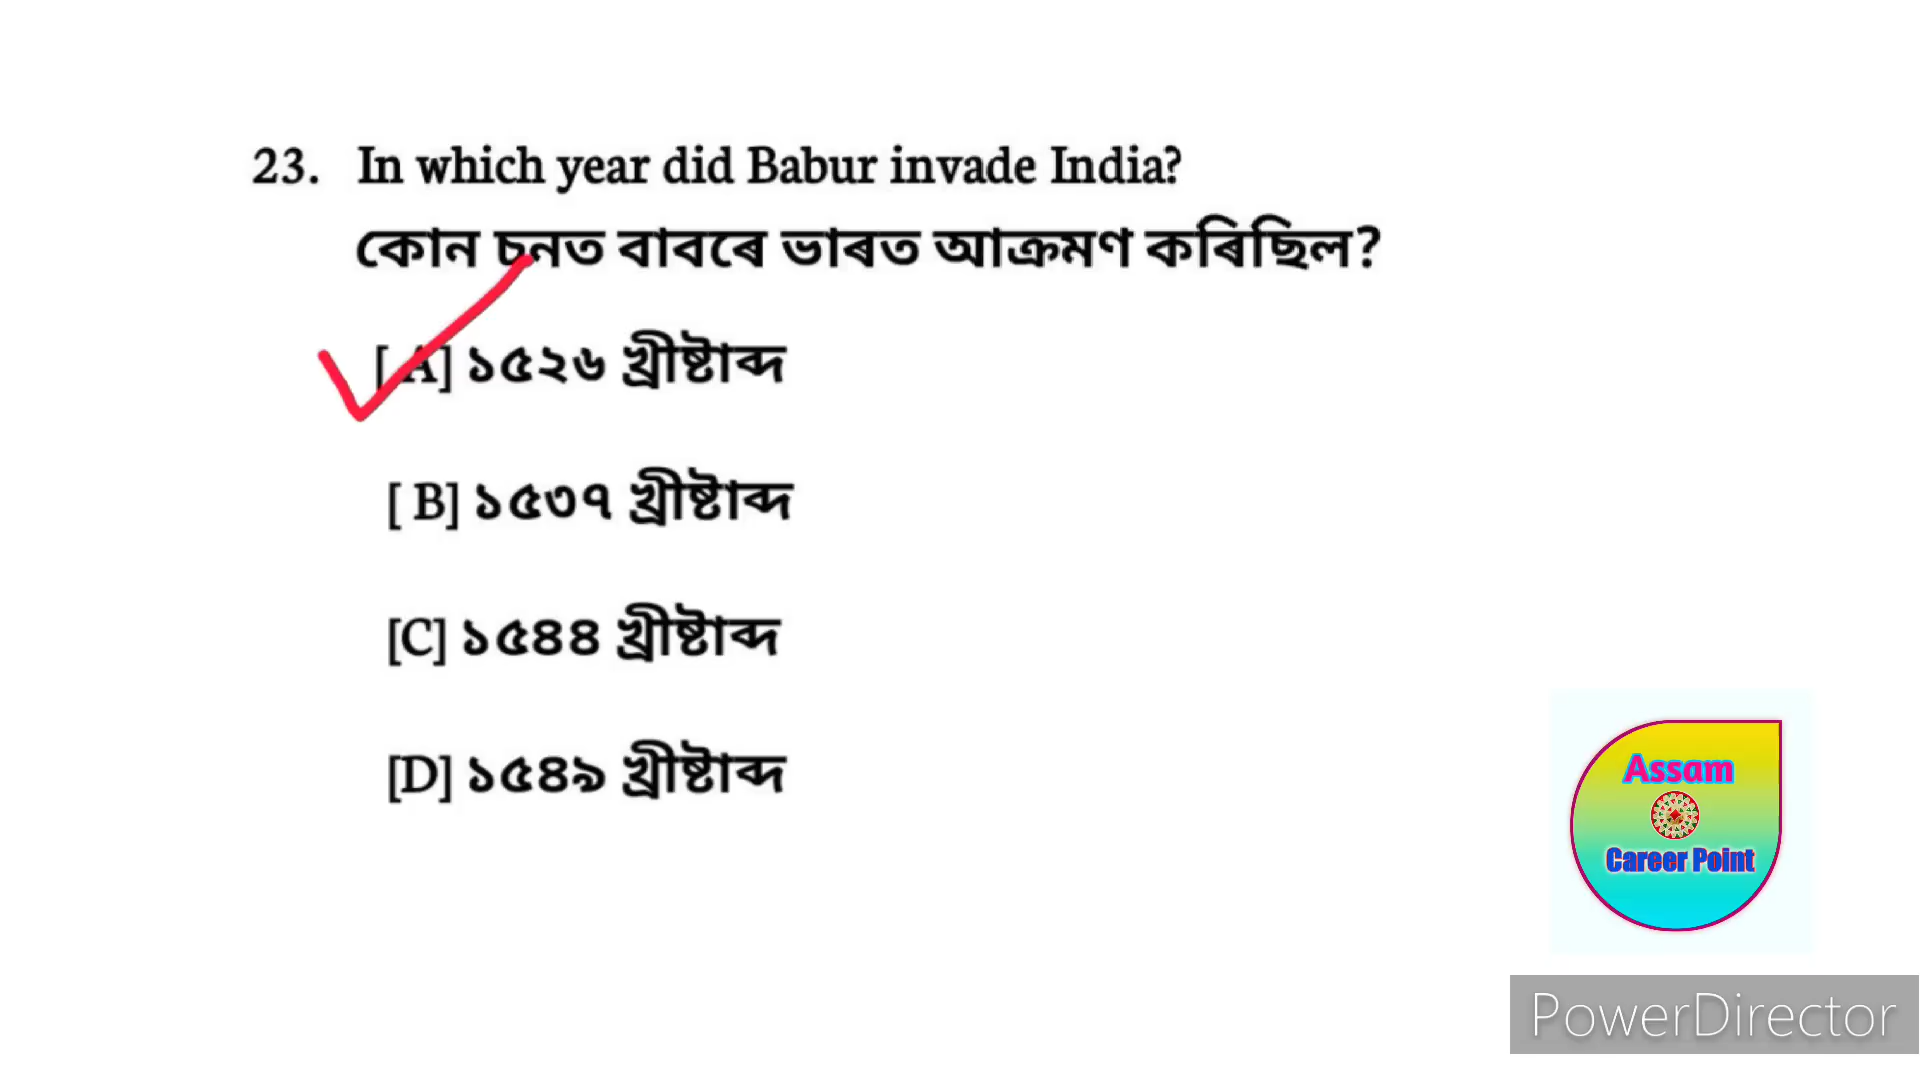 23. In which year did Babur invade India?
কোন চনত বাবৰে ভাৰত আক্ৰমণ কৰিছিল?
[ A] ১৫২৬ খ্ৰীষ্টাব্দ
[ B] ১৫৩৭ খ্ৰীষ্টাব্দ
[C] ১৫৪৪ খ্ৰীষ্টাব্দ
[D] ১৫৪৯ খ্ৰীষ্টাব্দ
Assam
Career Point
PowerDirector